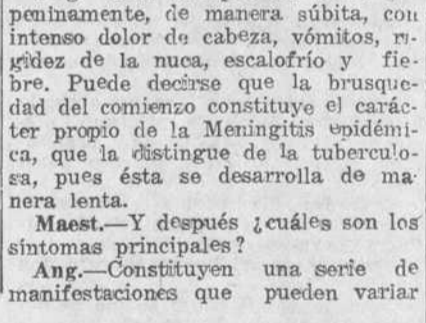 peninamente, de manera súbita, con
intenso dolor de cabeza, vómitos, ri-
gidez de la nuca, escalofrío y fie-
bre. Puede decirse que la brusque-
dad del comienzo constituye el carác-
ter propio de la Meningitis epidémi-
ca, que la distingue de la tuberculo-
sa, pues ésta se desarrolla de ma-
nera lenta.
Maest.—Y después ¿cuáles son los
síntomas principales?
Ang.—Constituyen una serie de
manifestaciones que pueden variar